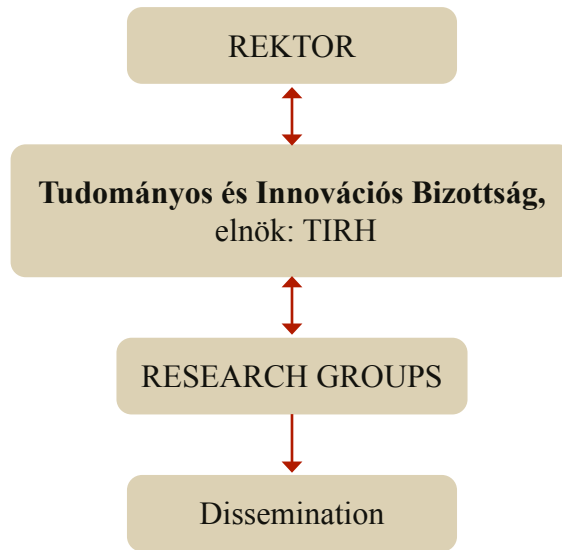 REKTOR
Tudományos és Innovációs Bizottság,
elnök: TIRH
RESEARCH GROUPS
Dissemination